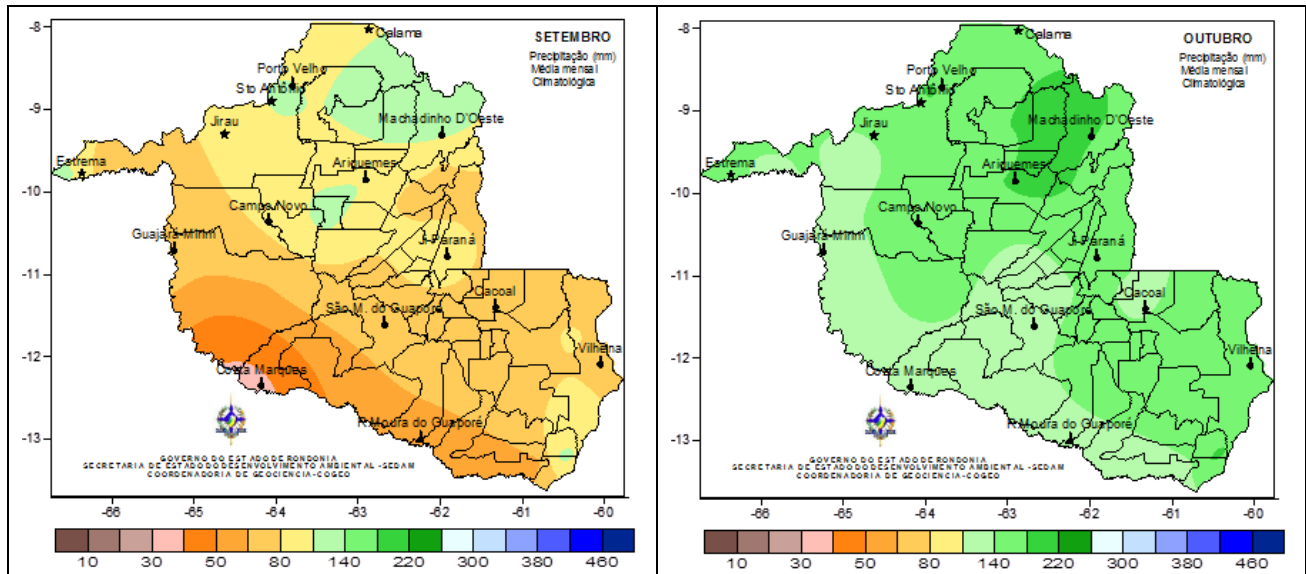 SETEMBRO
Precipitação (mm)
Média mensal
Climatológica
-8
-9
-10
-11
-12
-13
Calama
Porto Velho
Sto Antônio
Machadinho D'Oeste
Jirau
Estrema
Ariquemes
Campo Novo
Guajará-Mirim
Ji-Paraná
Cacoal
São M. do Guaporé
Vilhena
Costa Marques
P.Moura do Guaporé
GOVERNO DO ESTADO DE RONDONIA
SECRETARIA DE ESTADO DO DESENVOLVIMENTO AMBIENTAL -SEDAM
COORDENADORIA DE GEOCIENCIA-COGEO
-66 -65 -64 -63 -62 -61 -60
10 30 50 80 140 220 300 380 460
OUTUBRO
Precipitação (mm)
Média mensal
Climatológica
-8
-9
-10
-11
-12
-13
Calama
Porto Velho
Sto Antônio
Machadinho D'Oeste
Jirau
Estrema
Ariquemes
Campo Novo
Guajará-Mirim
Ji-Paraná
Cacoal
São M. do Guaporé
Vilhena
Costa Marques
P.Moura do Guaporé
GOVERNO DO ESTADO DE RONDONIA
SECRETARIA DE ESTADO DO DESENVOLVIMENTO AMBIENTAL -SEDAM
COORDENADORIA DE GEOCIENCIA-COGEO
-66 -65 -64 -63 -62 -61 -60
10 30 50 80 140 220 300 380 460